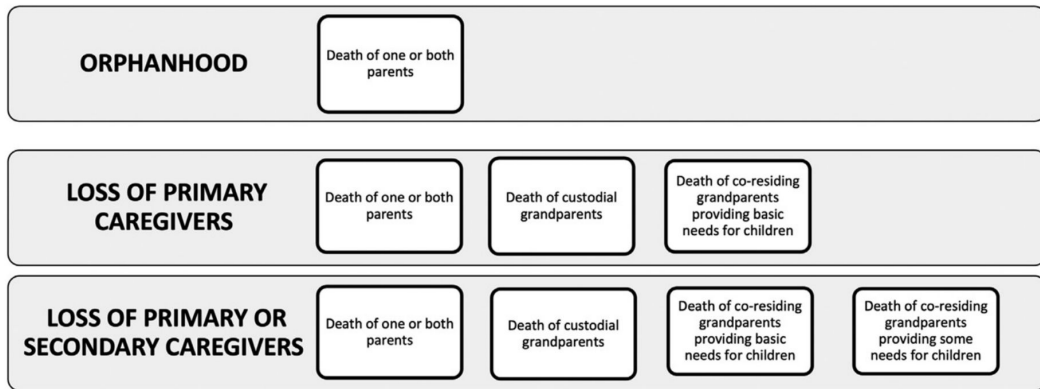 ORPHANHOOD
Death of one or both
parents
LOSS OF PRIMARY
CAREGIVERS
Death of one or both
parents
Death of custodial
grandparents
Death of co-residing
grandparents
providing basic
needs for children
LOSS OF PRIMARY OR
SECONDARY CAREGIVERS
Death of one or both
parents
Death of custodial
grandparents
Death of co-residing
grandparents
providing basic
needs for children
Death of co-residing
grandparents
providing some
needs for children